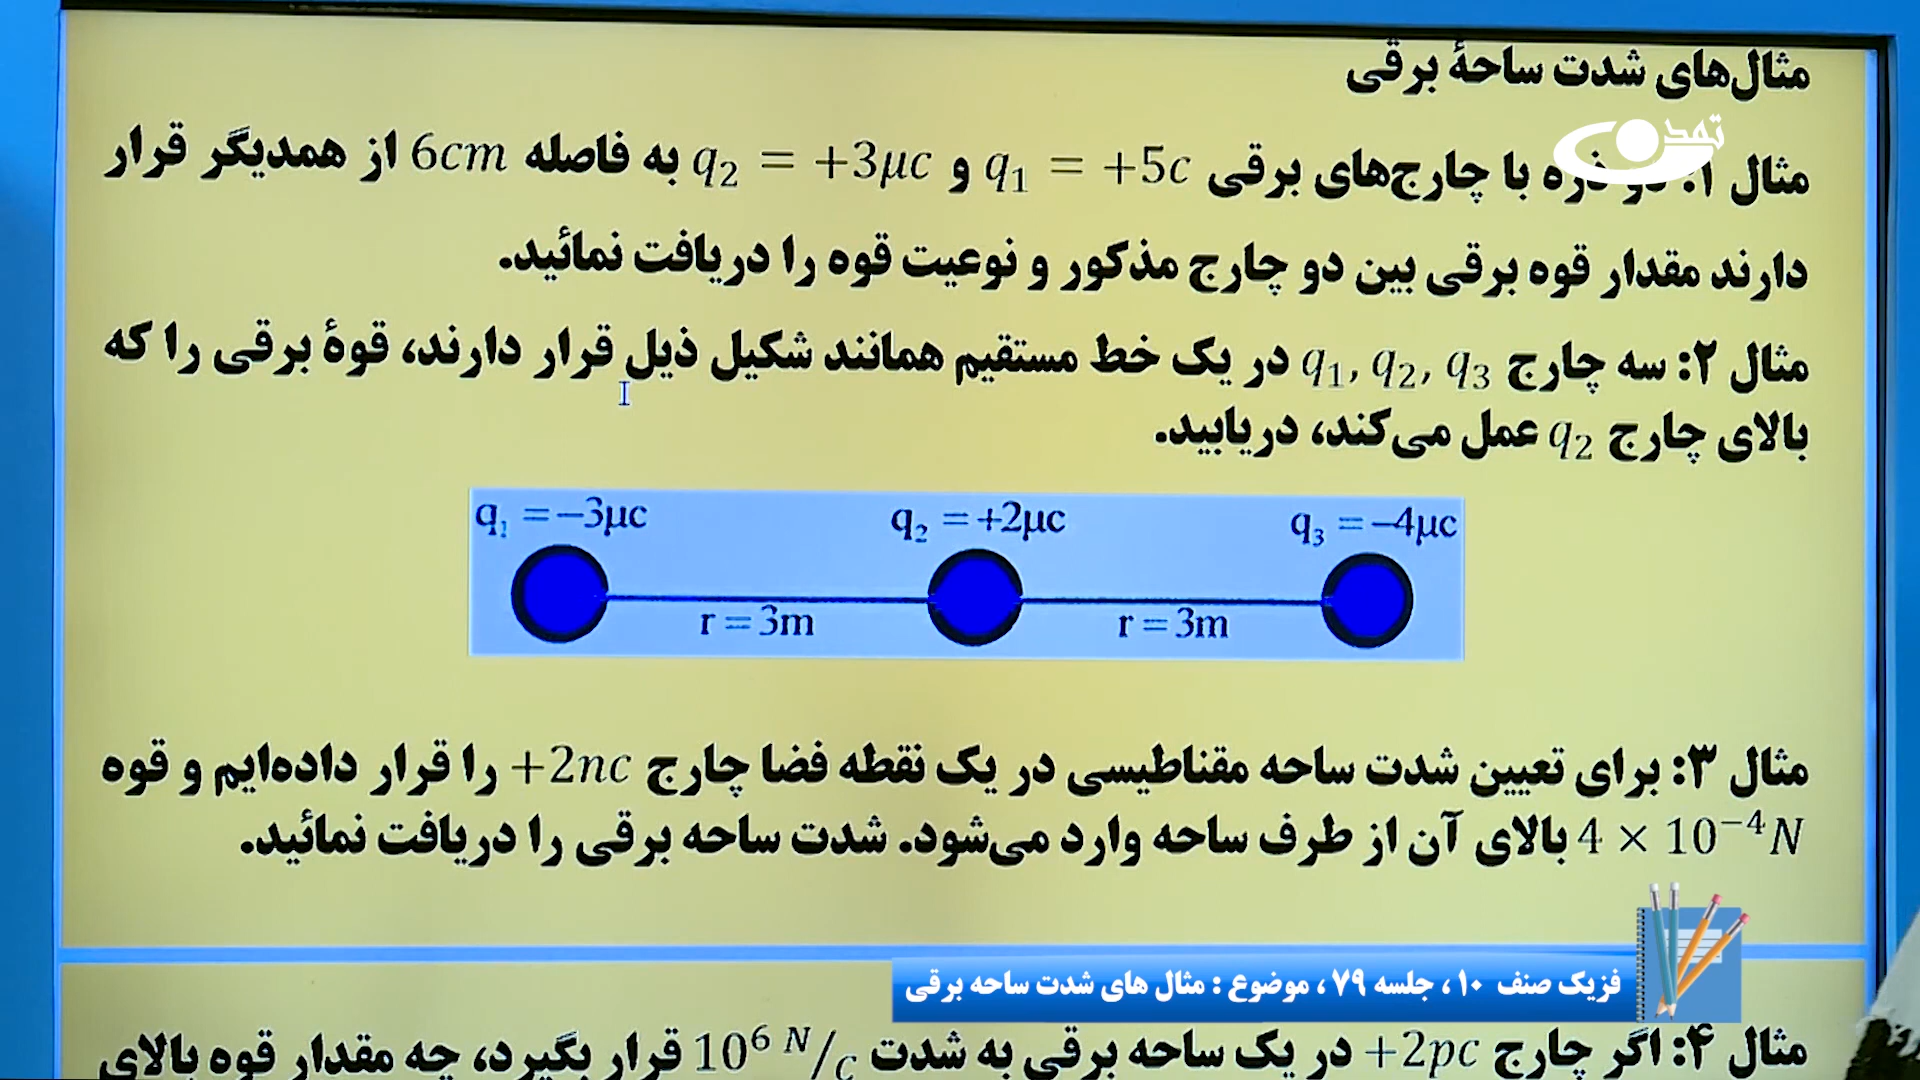 مثال‌های شدت ساحهٔ برقی
تمدن
مثال ۱: دو ذره با چارج‌های برقی q₁ = +5c و q₂ = +3μc به فاصله 6cm از همدیگر قرار
دارند مقدار قوه برقی بین دو چارج مذکور و نوعیت قوه را دریافت نمائید.
مثال ۲: سه چارج q₁, q₂, q₃ در یک خط مستقیم همانند شکیل ذیل قرار دارند، قوهٔ برقی را که
بالای چارج q₂ عمل می‌کند، دریابید.
q₁ = −3μc q₂ = +2μc q₃ = −4μc
r = 3m r = 3m
مثال ۳: برای تعیین شدت ساحه مقناطیسی در یک نقطه فضا چارج +2nc را قرار داده‌ایم و قوه
4 × 10⁻⁴N بالای آن از طرف ساحه وارد می‌شود. شدت ساحه برقی را دریافت نمائید.
فزیک صنف ۱۰ ، جلسه ۷۹ ، موضوع : مثال های شدت ساحه برقی
مثال ۴: اگر چارج +2pc در یک ساحه برقی به شدت 10⁶ N/c قرار بگیرد، چه مقدار قوه بالای